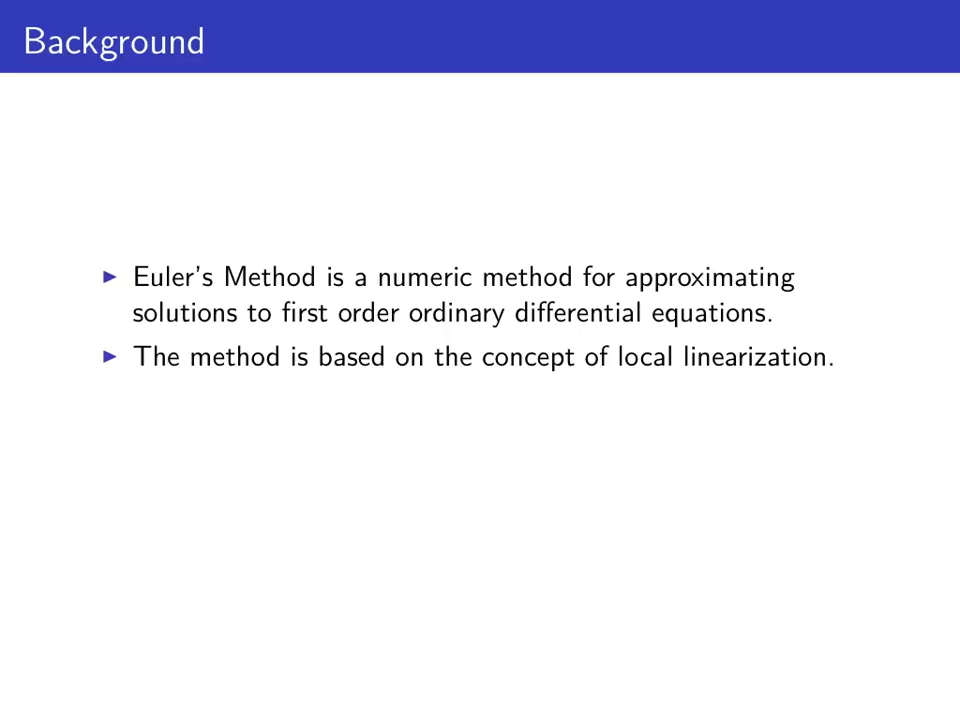 Background
▶ Euler's Method is a numeric method for approximating
solutions to first order ordinary differential equations.
▶ The method is based on the concept of local linearization.